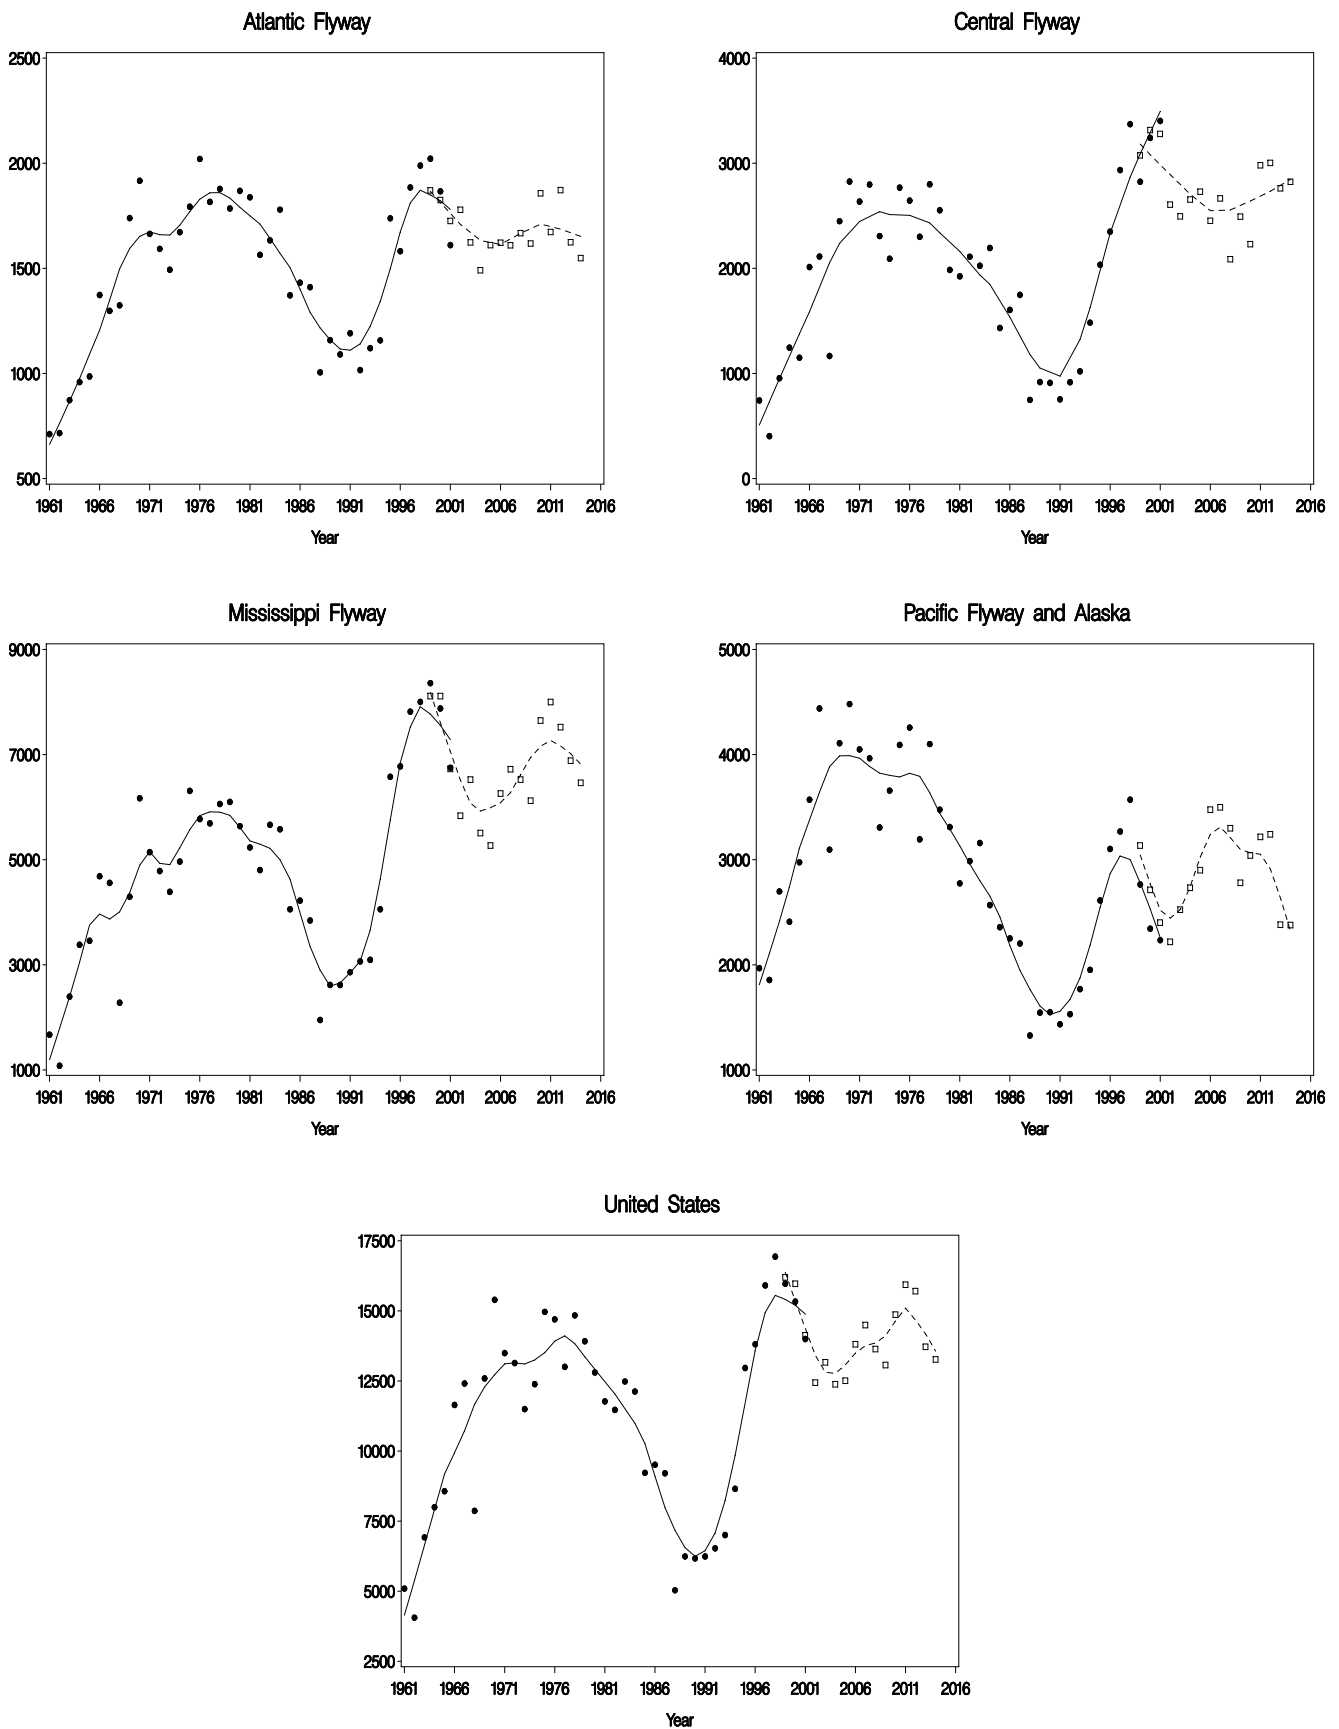 Atlantic Flyway
2500
2000
1500
1000
500
1961 1966 1971 1976 1981 1986 1991 1996 2001 2006 2011 2016
Year
Central Flyway
4000
3000
2000
1000
0
1961 1966 1971 1976 1981 1986 1991 1996 2001 2006 2011 2016
Year
Mississippi Flyway
9000
7000
5000
3000
1000
1961 1966 1971 1976 1981 1986 1991 1996 2001 2006 2011 2016
Year
Pacific Flyway and Alaska
5000
4000
3000
2000
1000
1961 1966 1971 1976 1981 1986 1991 1996 2001 2006 2011 2016
Year
United States
17500
15000
12500
10000
7500
5000
2500
1961 1966 1971 1976 1981 1986 1991 1996 2001 2006 2011 2016
Year